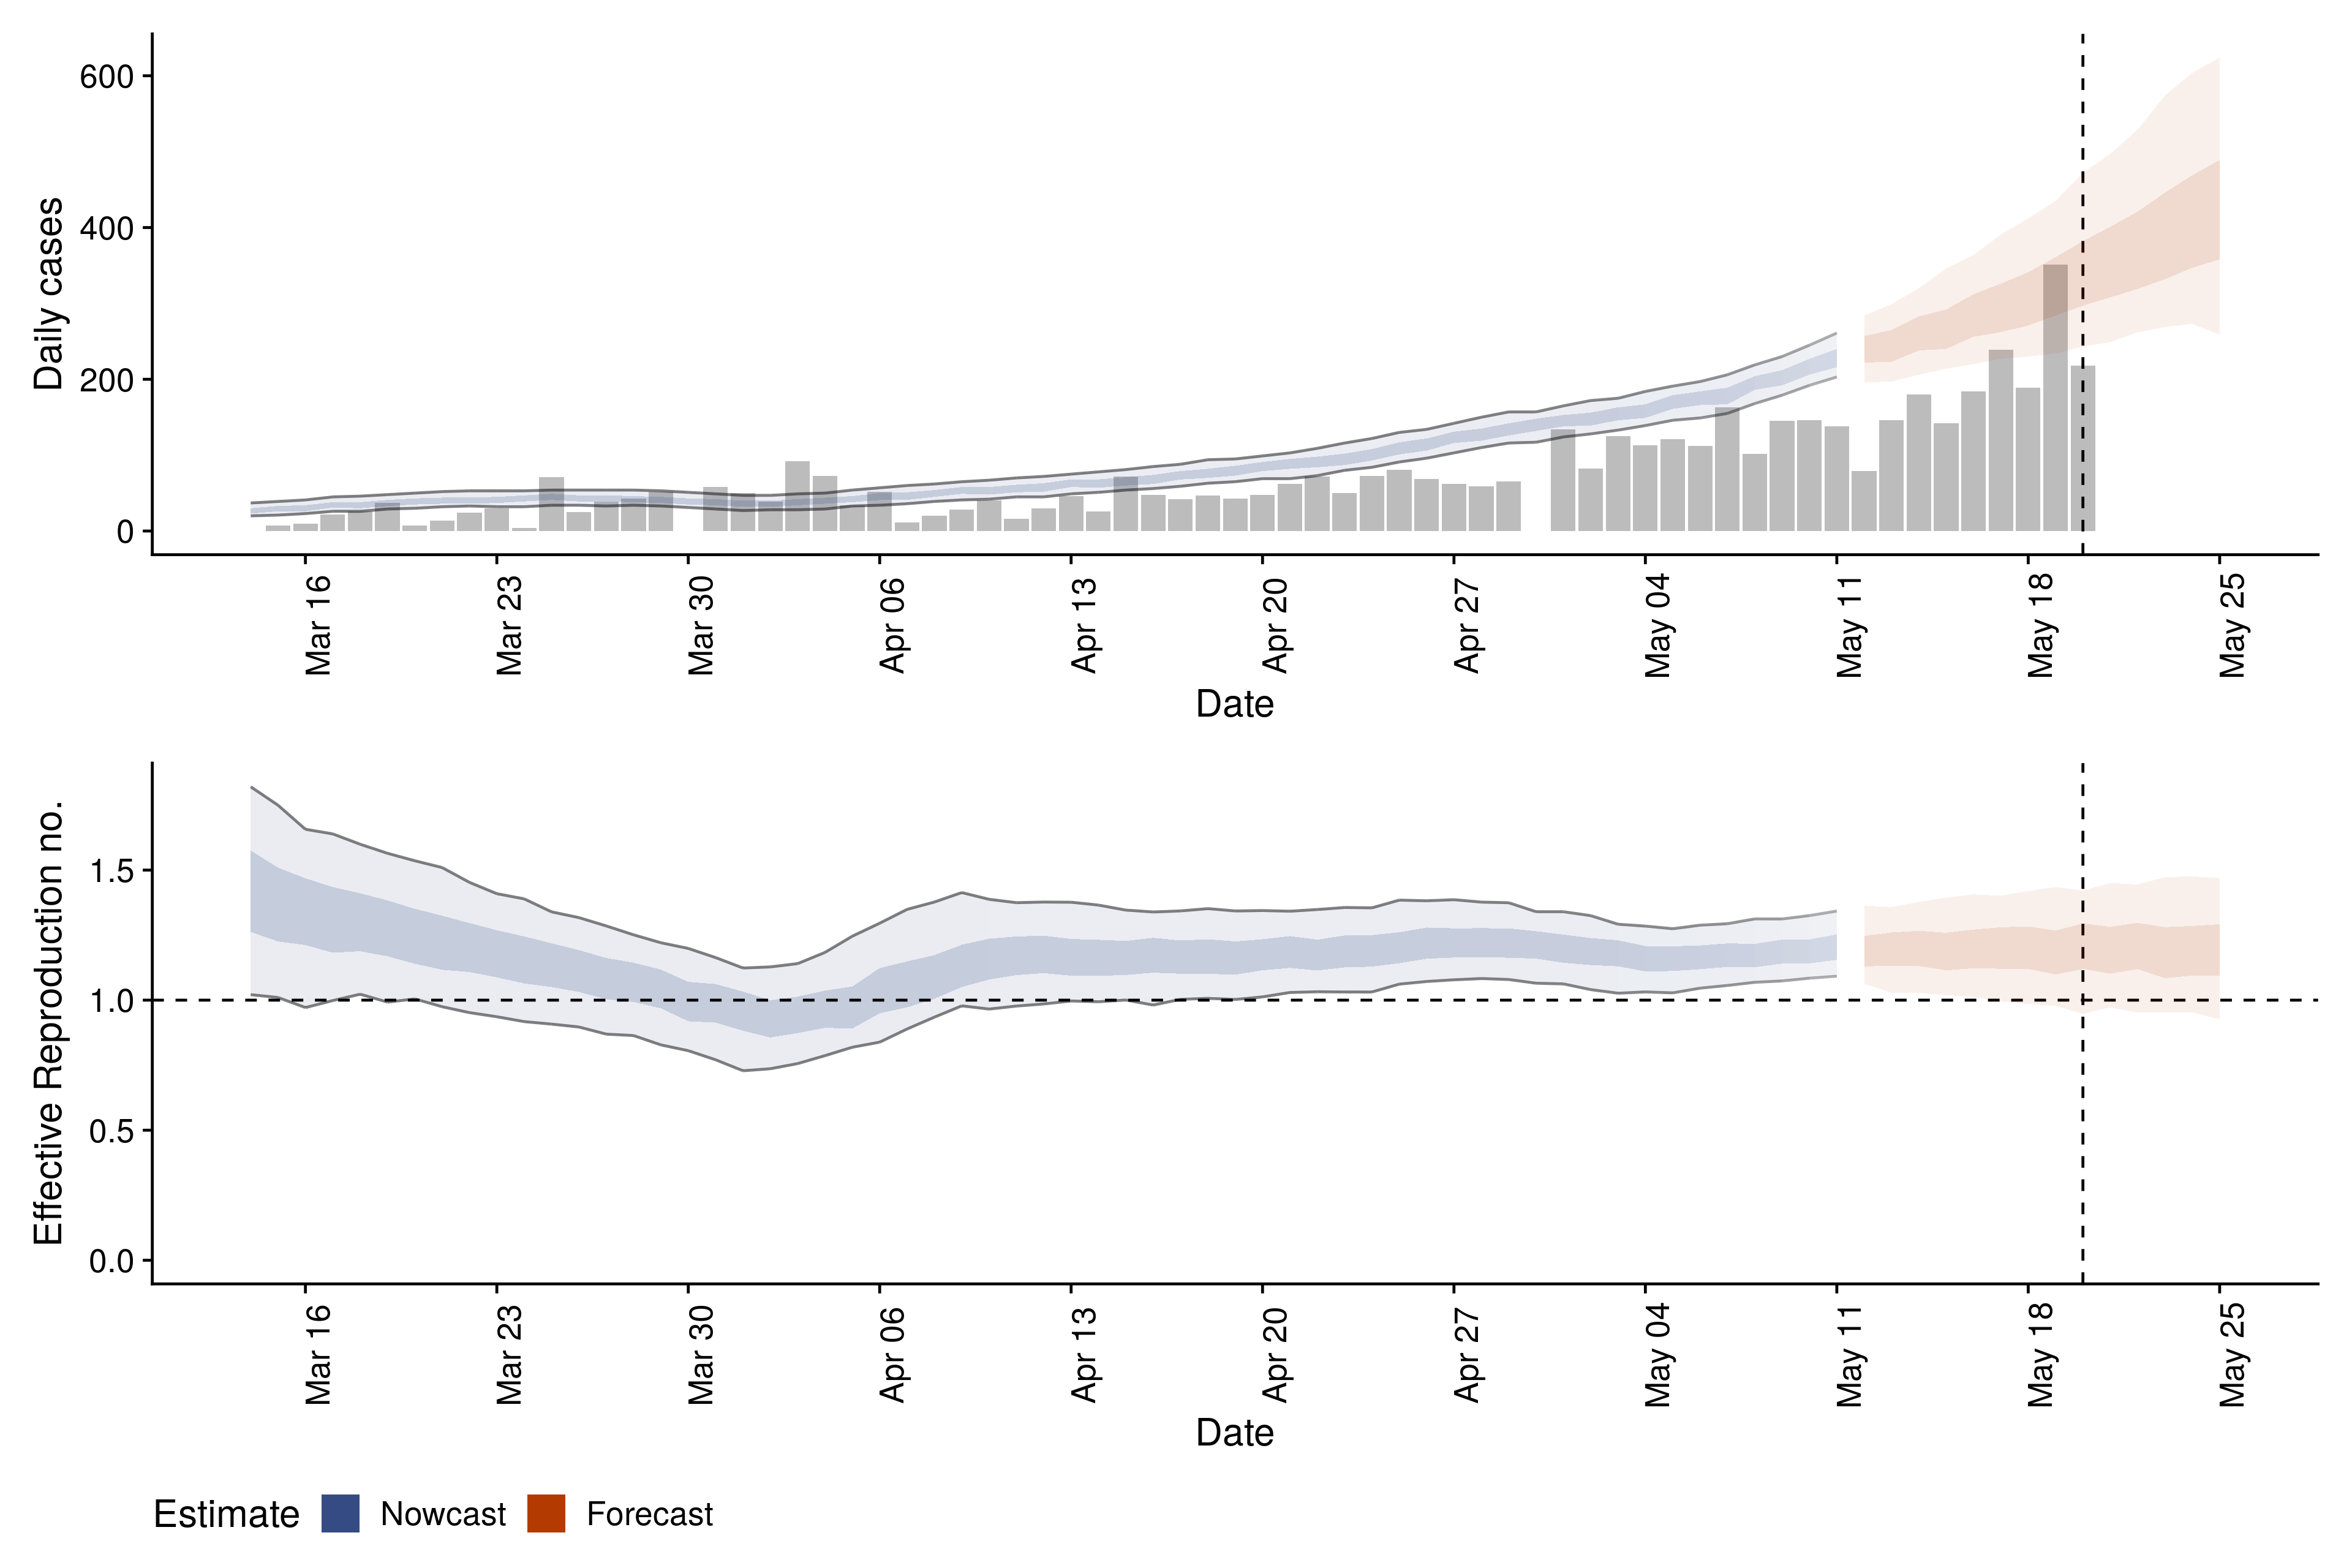 Daily cases
600
400
200
0
Mar 16
Mar 23
Mar 30
Apr 06
Apr 13
Apr 20
Apr 27
May 04
May 11
May 18
May 25
Date
Effective Reproduction no.
1.5
1.0
0.5
0.0
Mar 16
Mar 23
Mar 30
Apr 06
Apr 13
Apr 20
Apr 27
May 04
May 11
May 18
May 25
Date
Estimate Nowcast Forecast